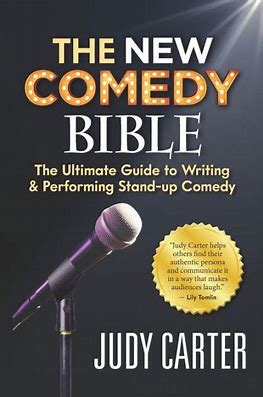 THE NEW
COMEDY
BIBLE
The Ultimate Guide to Writing
& Performing Stand-up Comedy
"Judy Carter
helps others find their
authentic persona
and communicate it
in a way that makes
audiences laugh."
— Lily Tomlin
JUDY CARTER